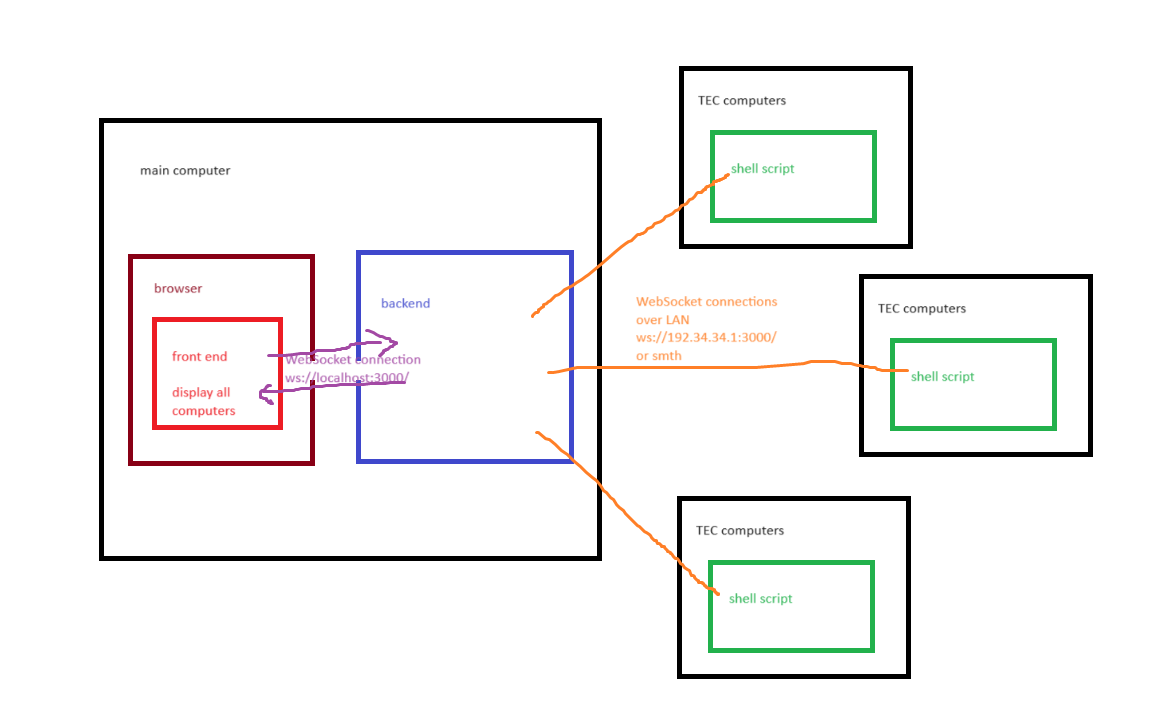 TEC computers
shell script
main computer
browser
front end
display all
computers
WebSocket connection
ws://localhost:3000/
backend
WebSocket connections
over LAN
ws://192.34.34.1:3000/
or smth
TEC computers
shell script
TEC computers
shell script